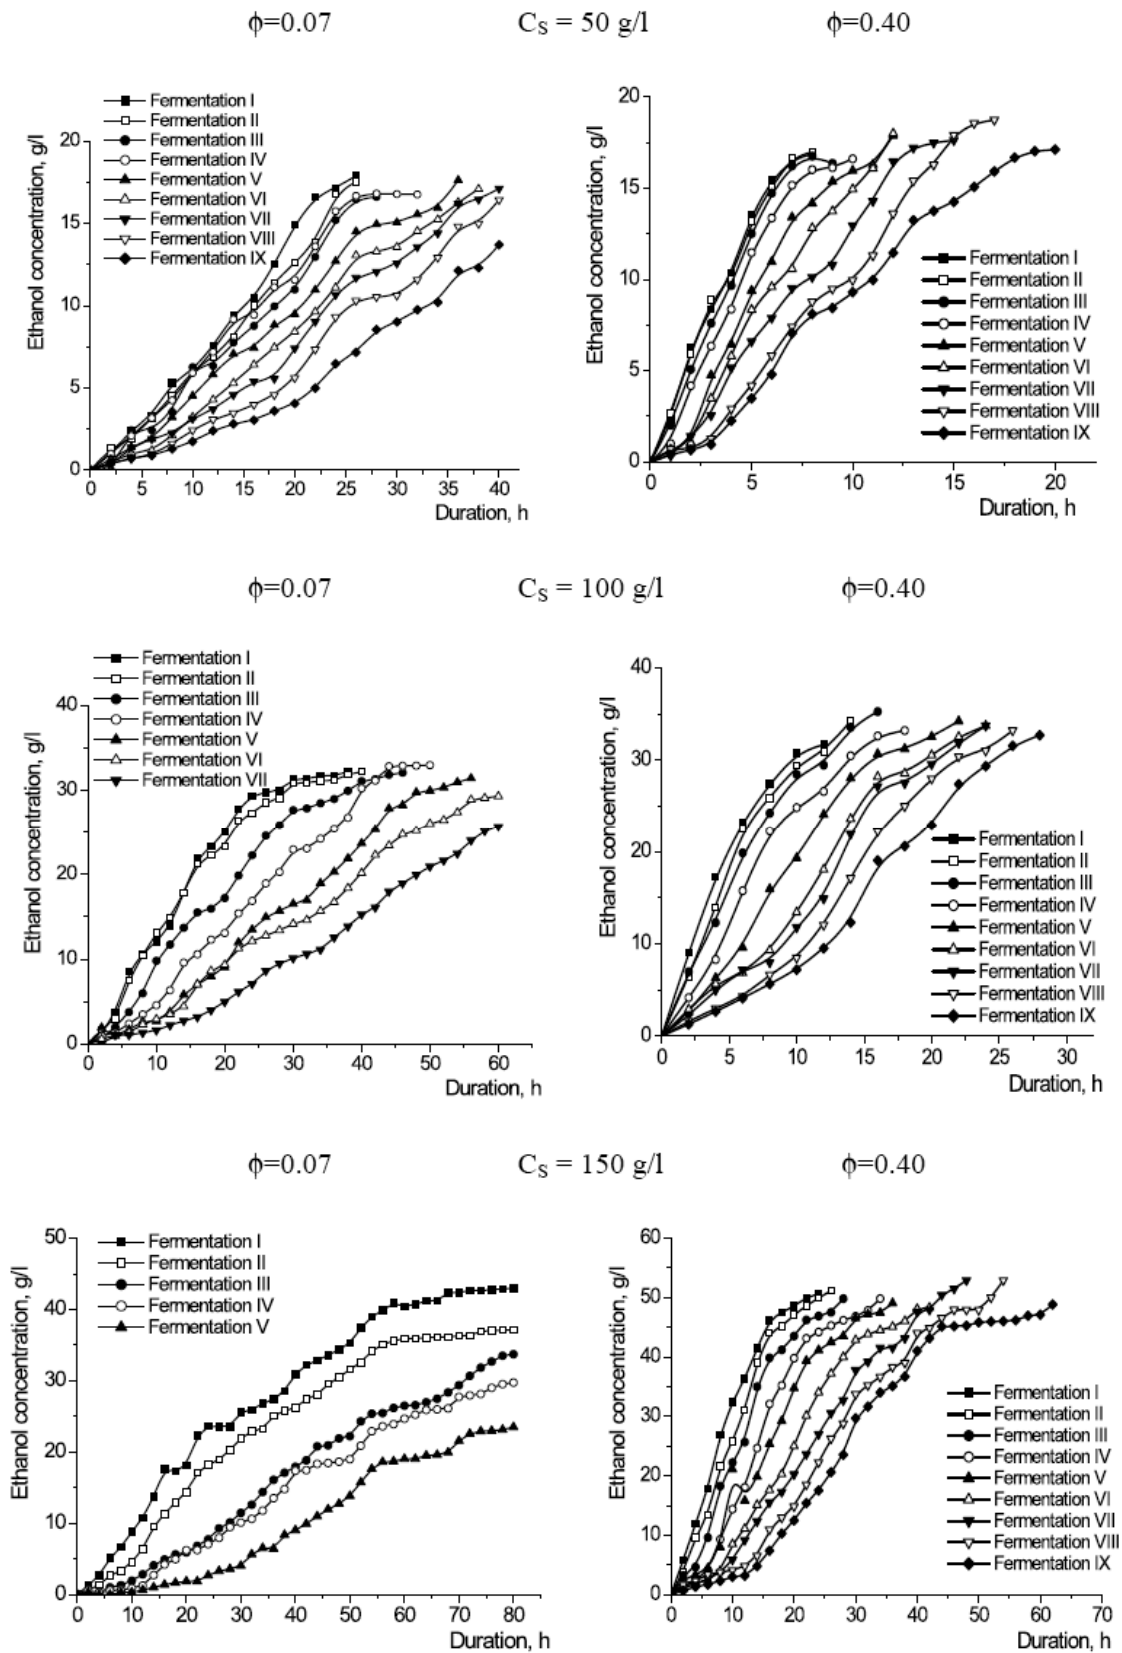 ϕ=0.07 C_S = 50 g/l ϕ=0.40
Fermentation I
Fermentation II
Fermentation III
Fermentation IV
Fermentation V
Fermentation VI
Fermentation VII
Fermentation VIII
Fermentation IX
Ethanol concentration, g/l
20
15
10
5
0
0 5 10 15 20 25 30 35 40
Duration, h
Ethanol concentration, g/l
20
15
10
5
0
Fermentation I
Fermentation II
Fermentation III
Fermentation IV
Fermentation V
Fermentation VI
Fermentation VII
Fermentation VIII
Fermentation IX
0 5 10 15 20
Duration, h
ϕ=0.07 C_S = 100 g/l ϕ=0.40
Fermentation I
Fermentation II
Fermentation III
Fermentation IV
Fermentation V
Fermentation VI
Fermentation VII
Ethanol concentration, g/l
40
30
20
10
0
0 10 20 30 40 50 60
Duration, h
Ethanol concentration, g/l
40
30
20
10
0
Fermentation I
Fermentation II
Fermentation III
Fermentation IV
Fermentation V
Fermentation VI
Fermentation VII
Fermentation VIII
Fermentation IX
0 5 10 15 20 25 30
Duration, h
ϕ=0.07 C_S = 150 g/l ϕ=0.40
Fermentation I
Fermentation II
Fermentation III
Fermentation IV
Fermentation V
Ethanol concentration, g/l
50
40
30
20
10
0
0 10 20 30 40 50 60 70 80
Duration, h
Ethanol concentration, g/l
60
50
40
30
20
10
0
Fermentation I
Fermentation II
Fermentation III
Fermentation IV
Fermentation V
Fermentation VI
Fermentation VII
Fermentation VIII
Fermentation IX
0 10 20 30 40 50 60 70
Duration, h